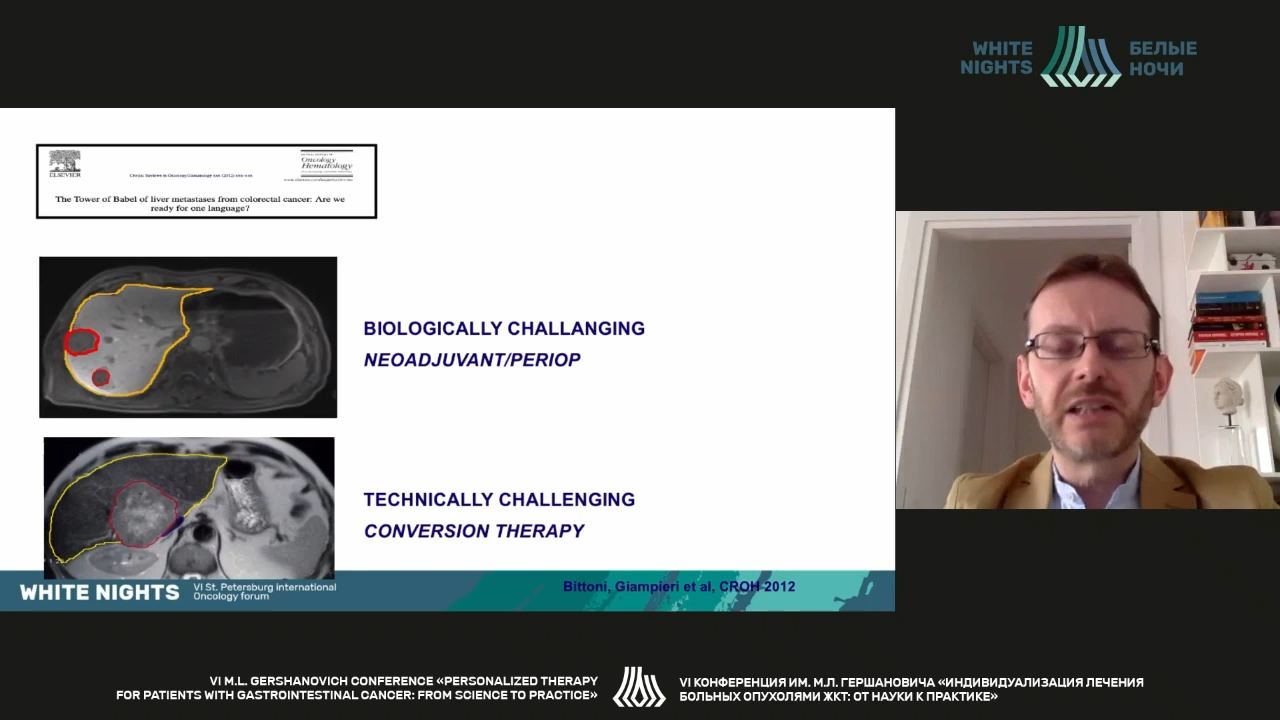 WHITE
NIGHTS
БЕЛЫЕ
НОЧИ
ELSEVIER
Oncology
Hematology
The Tower of Babel of liver metastases from colorectal cancer: Are we
ready for one language?
BIOLOGICALLY CHALLANGING
NEOADJUVANT/PERIOP
TECHNICALLY CHALLENGING
CONVERSION THERAPY
WHITE NIGHTS
VI St. Petersburg international
Oncology forum
Bittoni, Giampieri et al, CROH-2012
VI M.L. GERSHANOVICH CONFERENCE «PERSONALIZED THERAPY
FOR PATIENTS WITH GASTROINTESTINAL CANCER: FROM SCIENCE TO PRACTICE»
VI КОНФЕРЕНЦИЯ ИМ. М.Л. ГЕРШАНОВИЧА «ИНДИВИДУАЛИЗАЦИЯ ЛЕЧЕНИЯ
БОЛЬНЫХ ОПУХОЛЯМИ ЖКТ: ОТ НАУКИ К ПРАКТИКЕ»